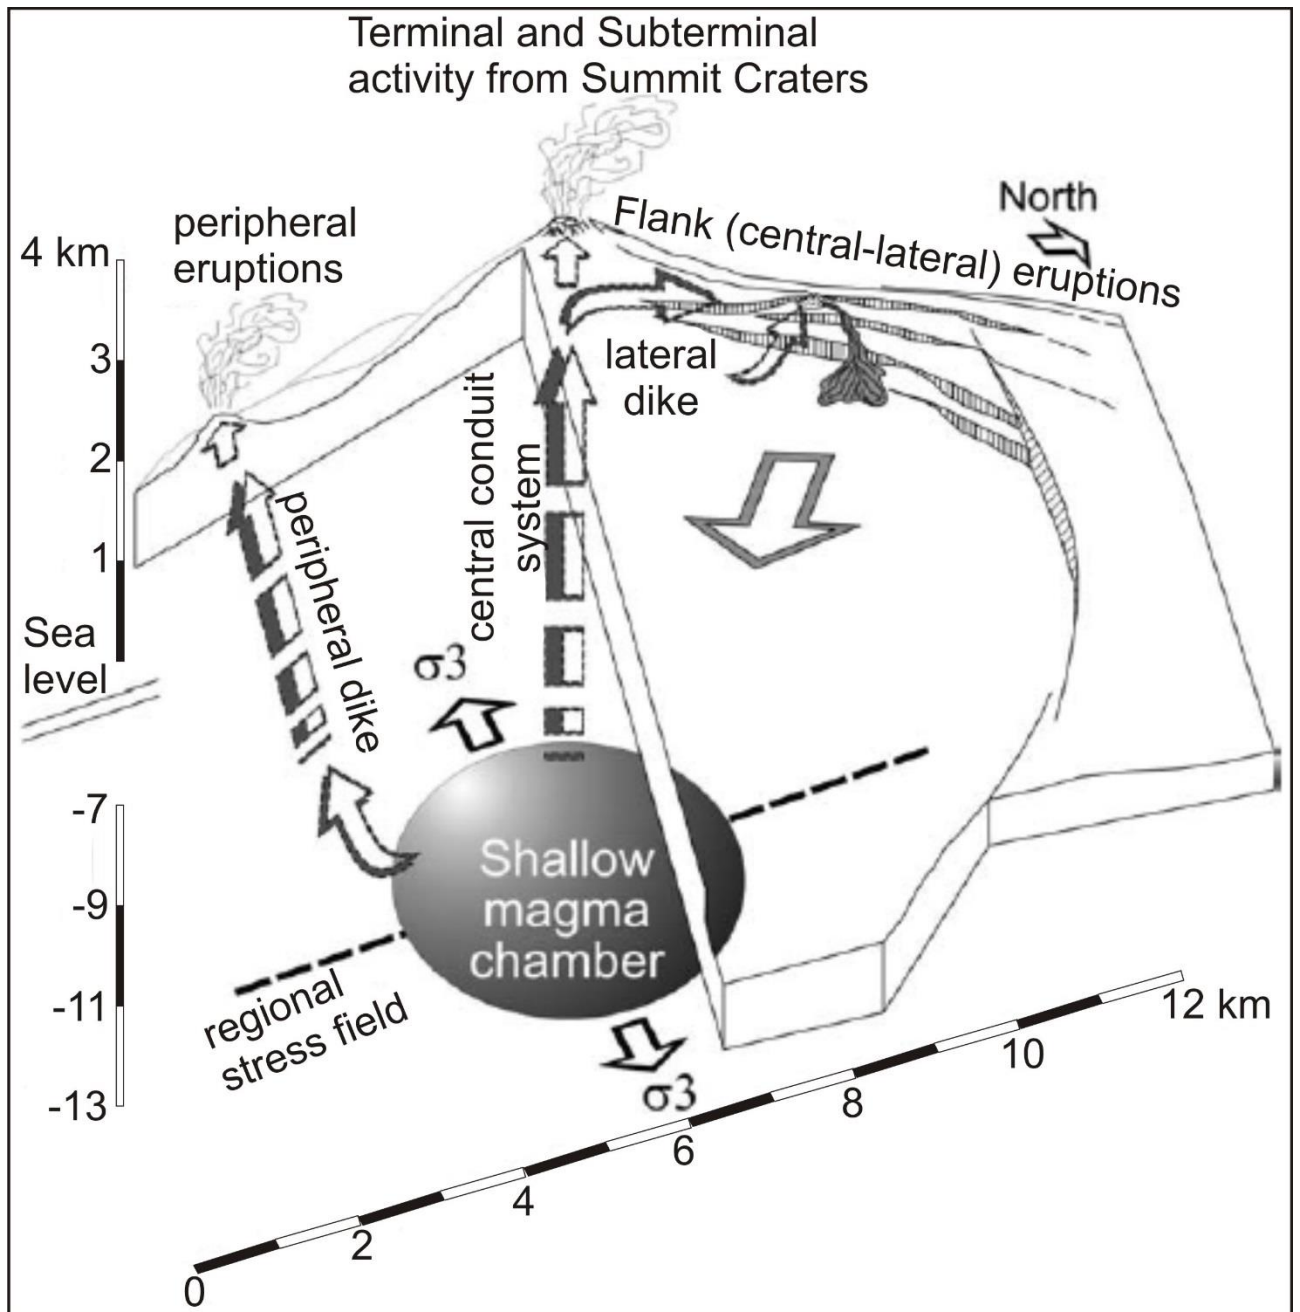 Terminal and Subterminal
activity from Summit Craters
North
peripheral
eruptions
Flank (central-lateral) eruptions
4 km
3
2
1
Sea
level
lateral
dike
central conduit
system
peripheral dike
σ3
-7
-9
-11
-13
Shallow
magma
chamber
regional
stress field
σ3
12 km
10
8
6
4
2
0